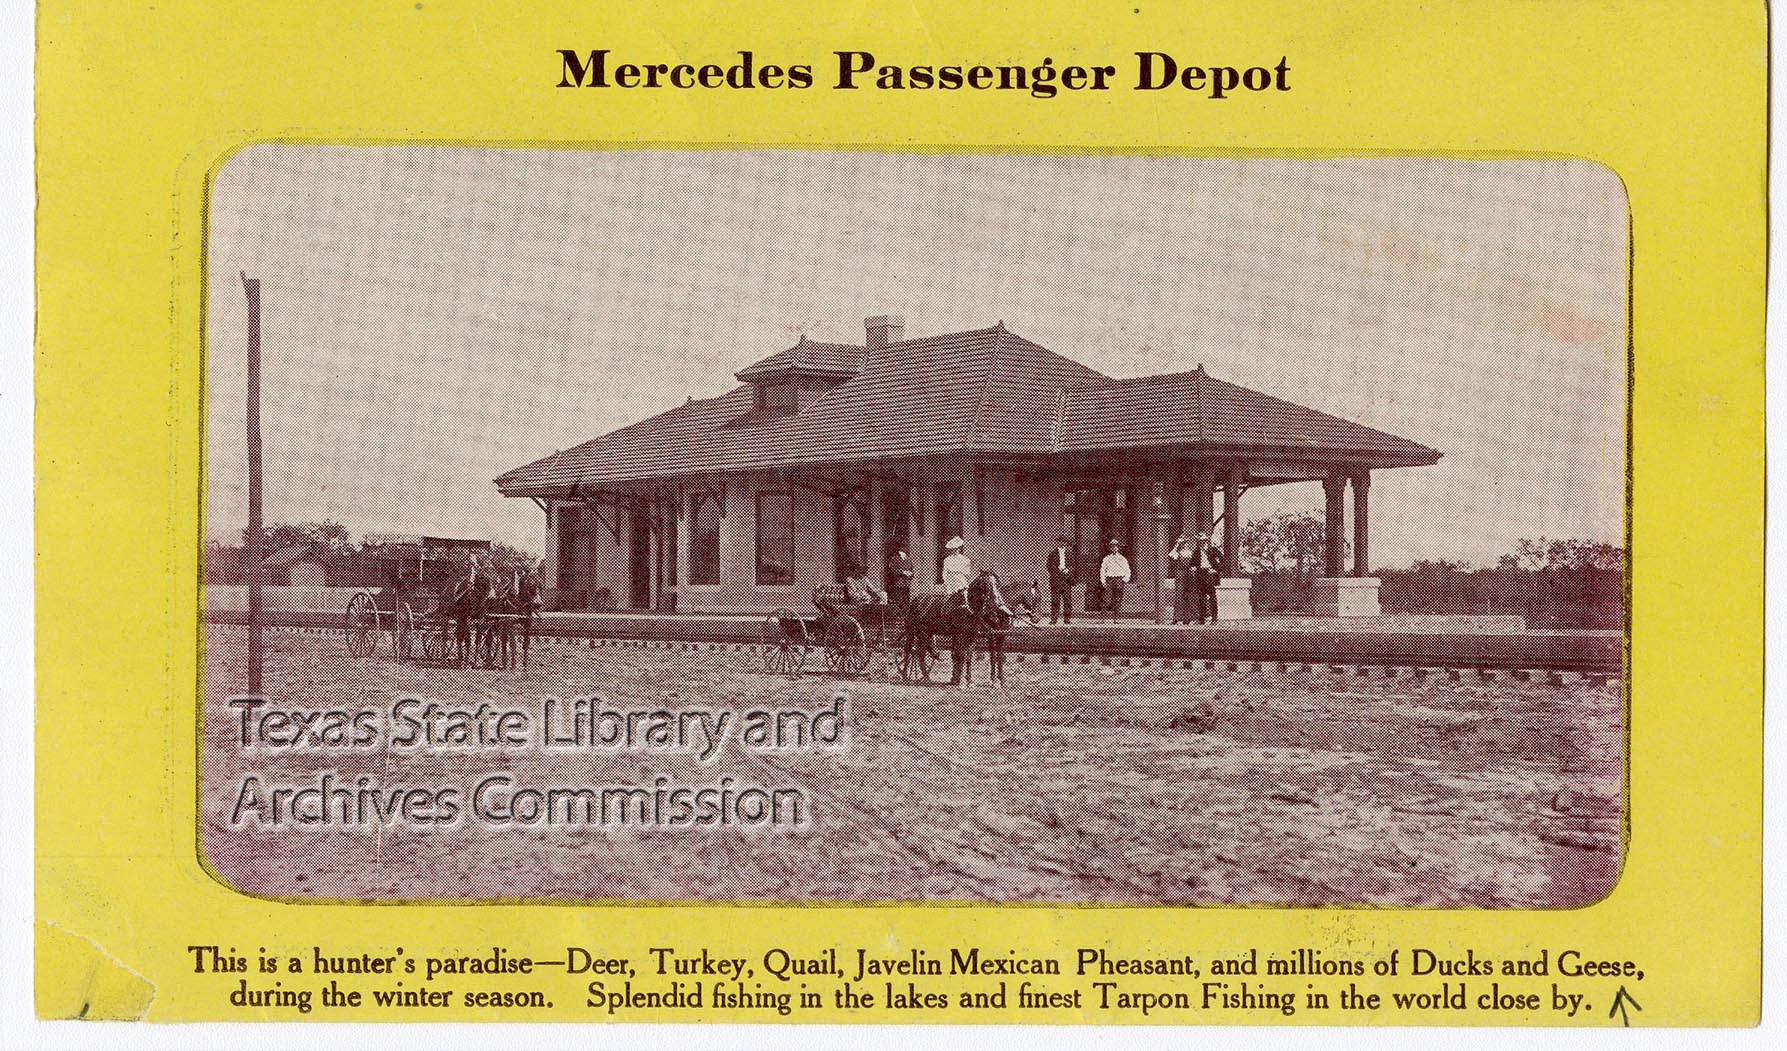 Mercedes Passenger Depot
Texas State Library and
Archives Commission
This is a hunter's paradise—Deer, Turkey, Quail, Javelin Mexican Pheasant, and millions of Ducks and Geese,
during the winter season. Splendid fishing in the lakes and finest Tarpon Fishing in the world close by.